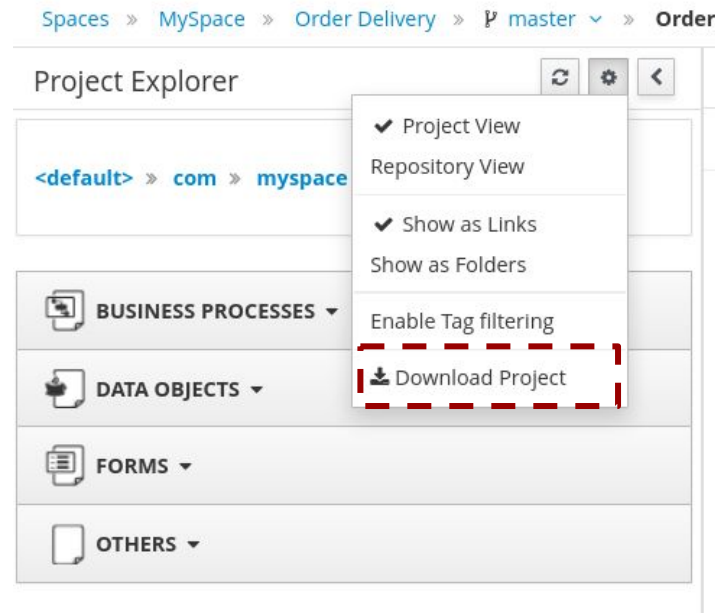 Spaces » MySpace » Order Delivery » master » Order
Project Explorer
<default> » com » myspace
Project View
Repository View
Show as Links
Show as Folders
Enable Tag filtering
Download Project
BUSINESS PROCESSES
DATA OBJECTS
FORMS
OTHERS